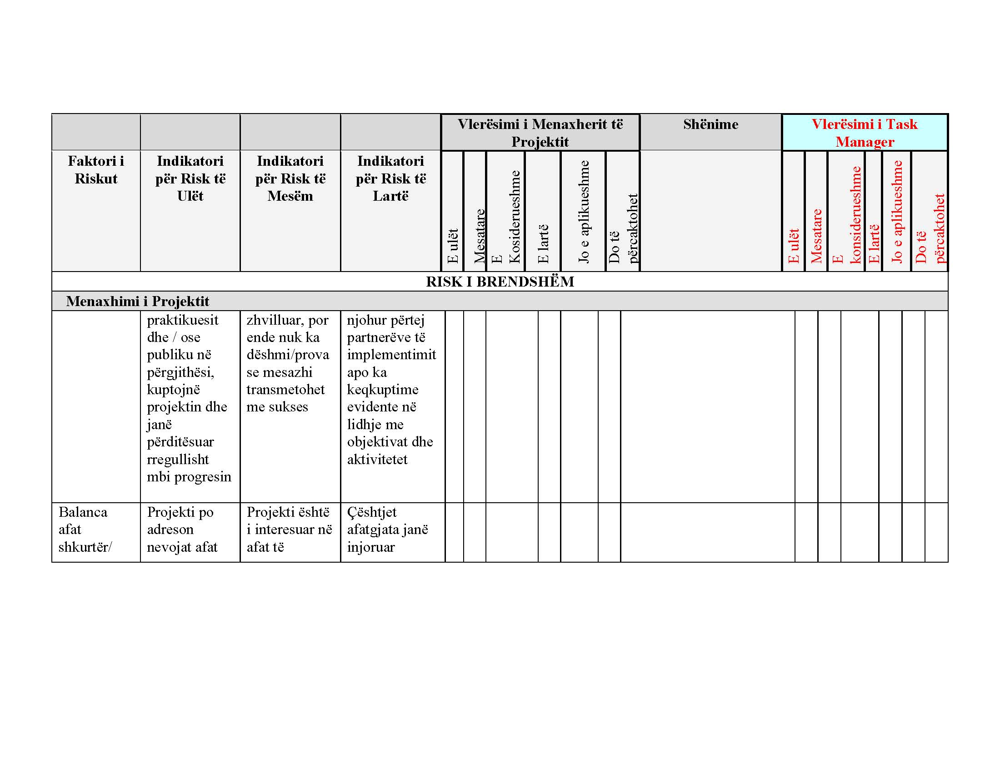 Vlerësimi i Menaxherit të
Projektit
Shënime
Vlerësimi i Task
Manager
Faktori i
Riskut
Indikatori
për Risk të
Ulët
Indikatori
për Risk të
Mesëm
Indikatori
për Risk të
Lartë
E ulët
Mesatare
E
Kosiderueshme
E lartë
Jo e aplikueshme
Do të
përcaktohet
E ulët
Mesatare
E
konsiderueshme
E lartë
Jo e aplikueshme
Do të
përcaktohet
RISK I BRENDSHËM
Menaxhimi i Projektit
praktikuesit
dhe / ose
publiku në
përgjithësi,
kuptojnë
projektin dhe
janë
përditësuar
rregullisht
mbi progresin
zhvilluar, por
ende nuk ka
dëshmi/prova
se mesazhi
transmetohet
me sukses
njohur përtej
partnerëve të
implementimit
apo ka
keqkuptime
evidente në
lidhje me
objektivat dhe
aktivitetet
Balanca
afat
shkurtër/
Projekti po
adreson
nevojat afat
Projekti është
i interesuar në
afat të
Çështjet
afatgjata janë
injoruar